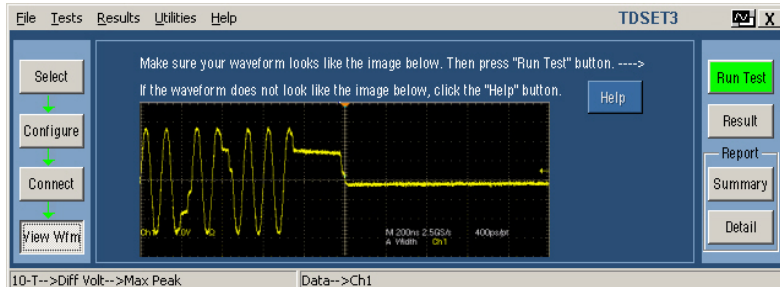 File Tests Results Utilities Help TDSET3 X
Make sure your waveform looks like the image below. Then press "Run Test" button. ---->
If the waveform does not look like the image below, click the "Help" button.
Help
Select
Configure
Connect
View Wfm
Run Test
Result
Report
Summary
Detail
M 200ns 2.5GS/s 400ps/pt
A Width Ch1
10-T-->Diff Volt-->Max Peak Data-->Ch1